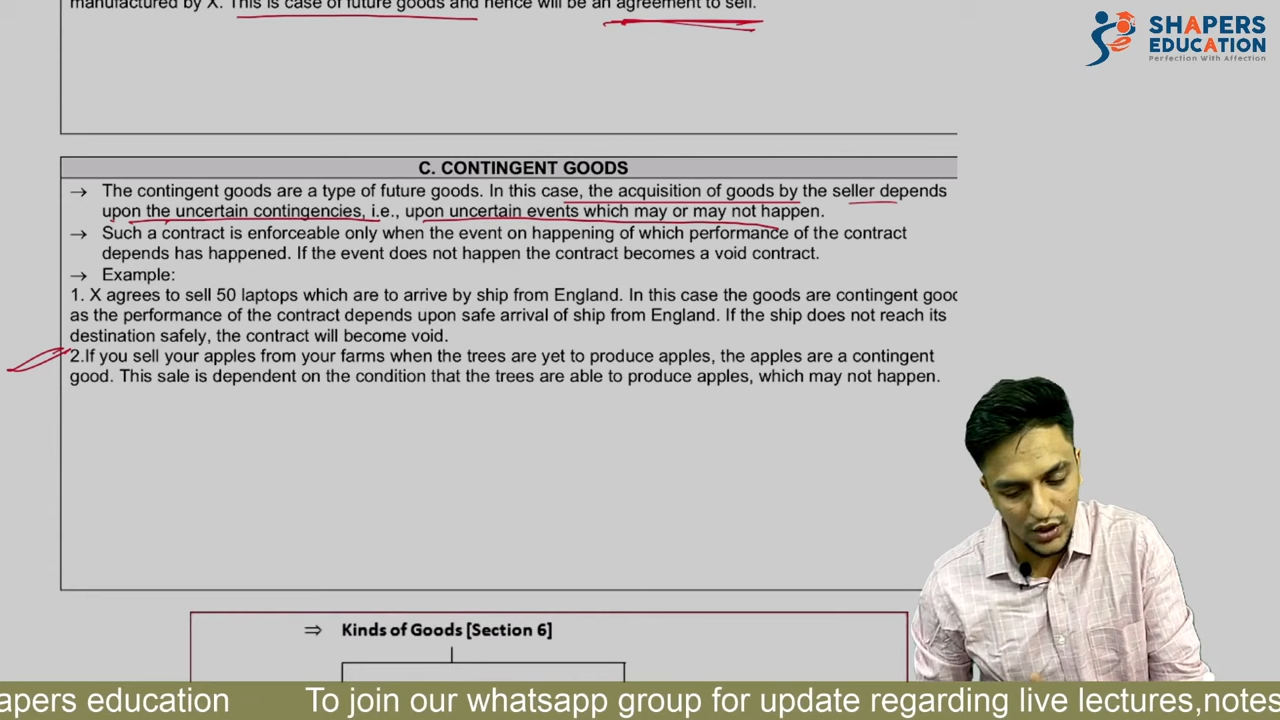 manufactured by X. This is case of future goods and hence will be an agreement to sell.
SHAPERS
EDUCATION
Perfection With Affection
C. CONTINGENT GOODS
→ The contingent goods are a type of future goods. In this case, the acquisition of goods by the seller depends
upon the uncertain contingencies, i.e., upon uncertain events which may or may not happen.
→ Such a contract is enforceable only when the event on happening of which performance of the contract
depends has happened. If the event does not happen the contract becomes a void contract.
→ Example:
1. X agrees to sell 50 laptops which are to arrive by ship from England. In this case the goods are contingent good
as the performance of the contract depends upon safe arrival of ship from England. If the ship does not reach its
destination safely, the contract will become void.
2.If you sell your apples from your farms when the trees are yet to produce apples, the apples are a contingent
good. This sale is dependent on the condition that the trees are able to produce apples, which may not happen.
⇒ Kinds of Goods [Section 6]
apers education To join our whatsapp group for update regarding live lectures,notes